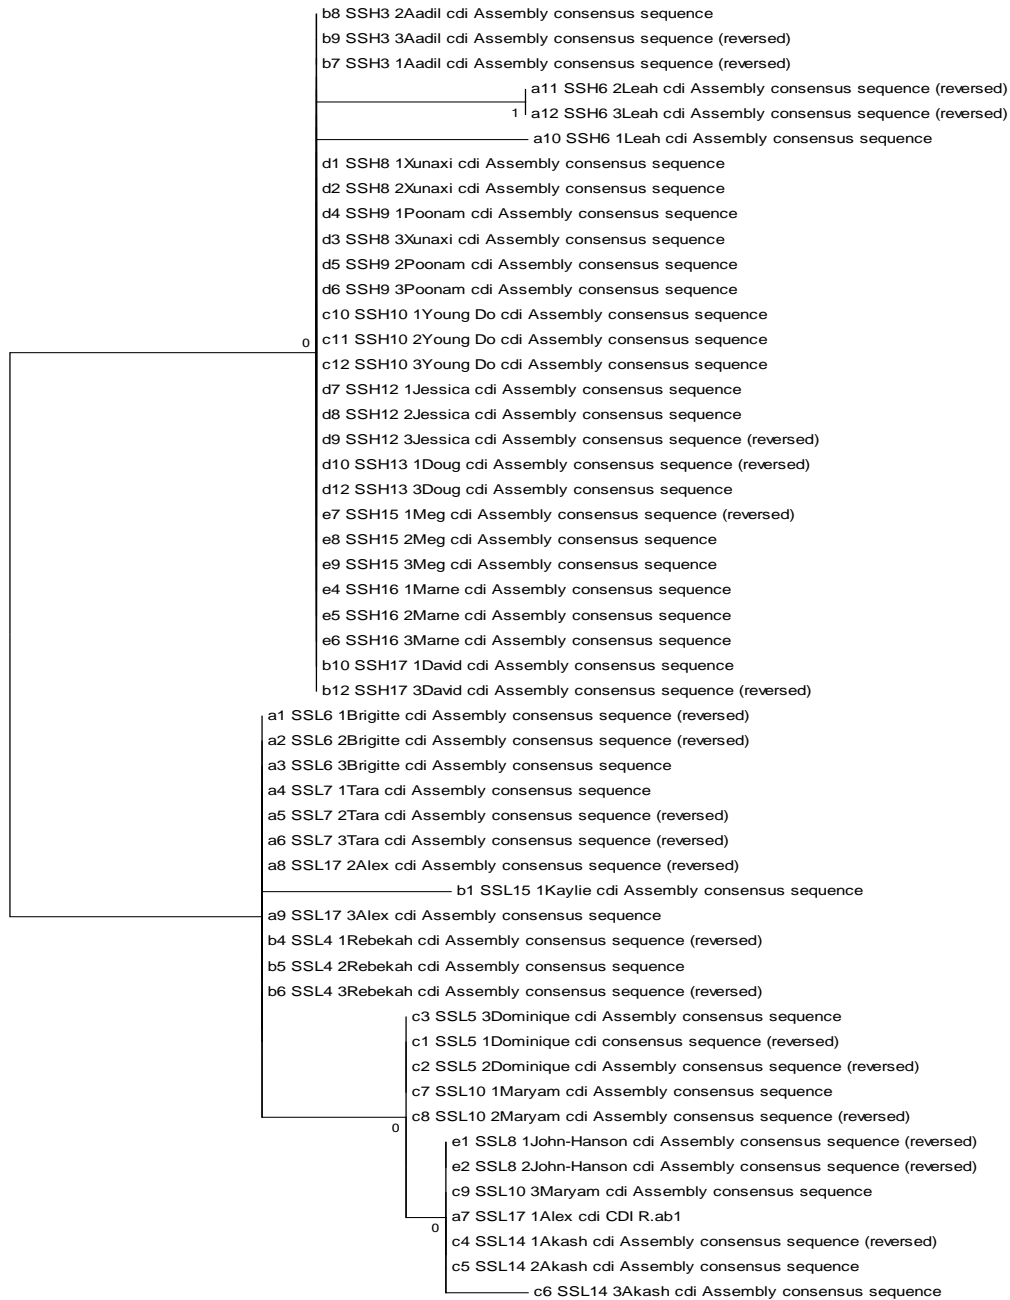 b8 SSH3 2Aadil cdi Assembly consensus sequence
b9 SSH3 3Aadil cdi Assembly consensus sequence (reversed)
b7 SSH3 1Aadil cdi Assembly consensus sequence (reversed)
a11 SSH6 2Leah cdi Assembly consensus sequence (reversed)
a12 SSH6 3Leah cdi Assembly consensus sequence (reversed)
1
a10 SSH6 1Leah cdi Assembly consensus sequence
d1 SSH8 1Xunaxi cdi Assembly consensus sequence
d2 SSH8 2Xunaxi cdi Assembly consensus sequence
d4 SSH9 1Poonam cdi Assembly consensus sequence
d3 SSH8 3Xunaxi cdi Assembly consensus sequence
d5 SSH9 2Poonam cdi Assembly consensus sequence
d6 SSH9 3Poonam cdi Assembly consensus sequence
c10 SSH10 1Young Do cdi Assembly consensus sequence
c11 SSH10 2Young Do cdi Assembly consensus sequence
0
c12 SSH10 3Young Do cdi Assembly consensus sequence
d7 SSH12 1Jessica cdi Assembly consensus sequence
d8 SSH12 2Jessica cdi Assembly consensus sequence
d9 SSH12 3Jessica cdi Assembly consensus sequence (reversed)
d10 SSH13 1Doug cdi Assembly consensus sequence (reversed)
d12 SSH13 3Doug cdi Assembly consensus sequence
e7 SSH15 1Meg cdi Assembly consensus sequence (reversed)
e8 SSH15 2Meg cdi Assembly consensus sequence
e9 SSH15 3Meg cdi Assembly consensus sequence
e4 SSH16 1Marne cdi Assembly consensus sequence
e5 SSH16 2Marne cdi Assembly consensus sequence
e6 SSH16 3Marne cdi Assembly consensus sequence
b10 SSH17 1David cdi Assembly consensus sequence
b12 SSH17 3David cdi Assembly consensus sequence (reversed)
a1 SSL6 1Brigitte cdi Assembly consensus sequence (reversed)
a2 SSL6 2Brigitte cdi Assembly consensus sequence (reversed)
a3 SSL6 3Brigitte cdi Assembly consensus sequence
a4 SSL7 1Tara cdi Assembly consensus sequence
a5 SSL7 2Tara cdi Assembly consensus sequence (reversed)
a6 SSL7 3Tara cdi Assembly consensus sequence (reversed)
a8 SSL17 2Alex cdi Assembly consensus sequence (reversed)
b1 SSL15 1Kaylie cdi Assembly consensus sequence
a9 SSL17 3Alex cdi Assembly consensus sequence
b4 SSL4 1Rebekah cdi Assembly consensus sequence (reversed)
b5 SSL4 2Rebekah cdi Assembly consensus sequence
b6 SSL4 3Rebekah cdi Assembly consensus sequence (reversed)
c3 SSL5 3Dominique cdi Assembly consensus sequence
c1 SSL5 1Dominique cdi consensus sequence (reversed)
c2 SSL5 2Dominique cdi Assembly consensus sequence (reversed)
c7 SSL10 1Maryam cdi Assembly consensus sequence
c8 SSL10 2Maryam cdi Assembly consensus sequence (reversed)
0
e1 SSL8 1John-Hanson cdi Assembly consensus sequence (reversed)
e2 SSL8 2John-Hanson cdi Assembly consensus sequence (reversed)
c9 SSL10 3Maryam cdi Assembly consensus sequence
a7 SSL17 1Alex cdi CDI R.ab1
0
c4 SSL14 1Akash cdi Assembly consensus sequence (reversed)
c5 SSL14 2Akash cdi Assembly consensus sequence
c6 SSL14 3Akash cdi Assembly consensus sequence